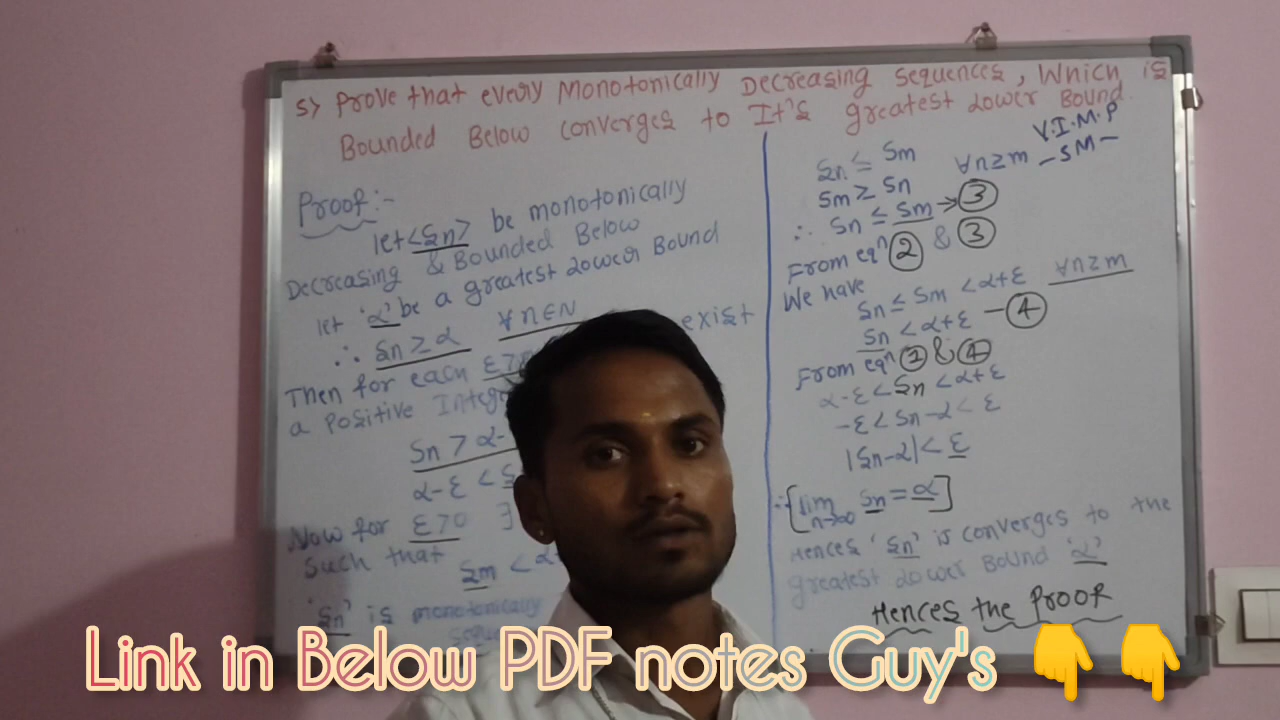 5) Prove that every Monotonically Decreasing Sequences, Which is
Bounded Below converges to It's greatest Lower Bound.
Proof:-
let <Sn> be monotonically
Decreasing & Bounded Below
let 'α' be a greatest Lower Bound
∴ Sn ≥ α ∀n∈N
Then for each ε>0 exist
a Positive
Sn > α-
α-ε <
Now for ε>0 ∃
such that
Sm < α+
'Sn' is monotonically
V.I.M.P
-5M-
Sn ≤ Sm ∀n≥m
Sm ≥ Sn
∴ Sn ≤ Sm → ③
From eqⁿ ② & ③
We have
Sn ≤ Sm < α+ε ∀n≥m
Sn < α+ε - ④
From eqⁿ ① & ④
α-ε < Sn < α+ε
-ε < Sn-α < ε
|Sn-α| < ε
∴ [lim n→∞ Sn = α]
Hences 'Sn' is converges to the
greatest Lower Bound 'α'
Hences the Proof
Link in Below PDF notes Guy's 👇👇